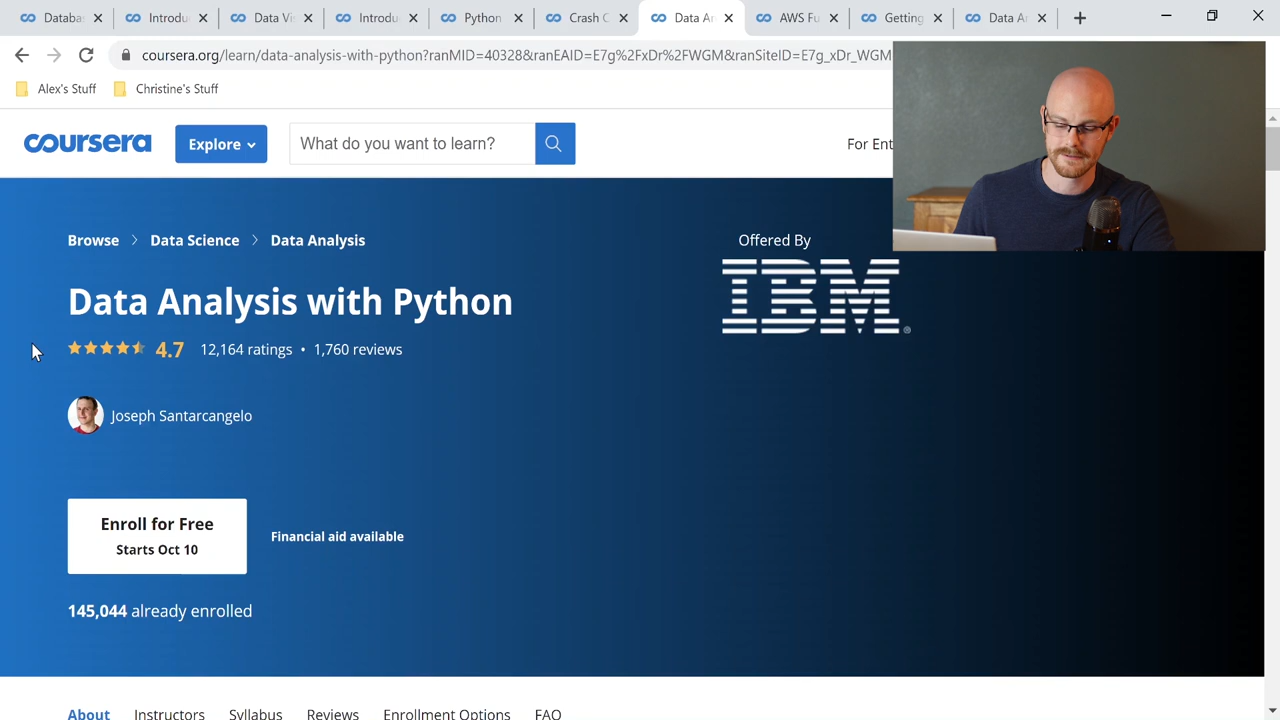 Databa
Introdu
Data Vi
Introdu
Python
Crash C
Data An
AWS Fu
Getting
Data A
coursera.org/learn/data-analysis-with-python?ranMID=40328&ranEAID=E7g%2FxDr%2FWGM&ranSiteID=E7g_xDr_WGM
Alex's Stuff
Christine's Stuff
coursera
Explore
What do you want to learn?
For Ent
Browse > Data Science > Data Analysis
Offered By
IBM
Data Analysis with Python
4.7 12,164 ratings • 1,760 reviews
Joseph Santarcangelo
Enroll for Free
Starts Oct 10
Financial aid available
145,044 already enrolled
About Instructors Syllabus Reviews Enrollment Options FAQ